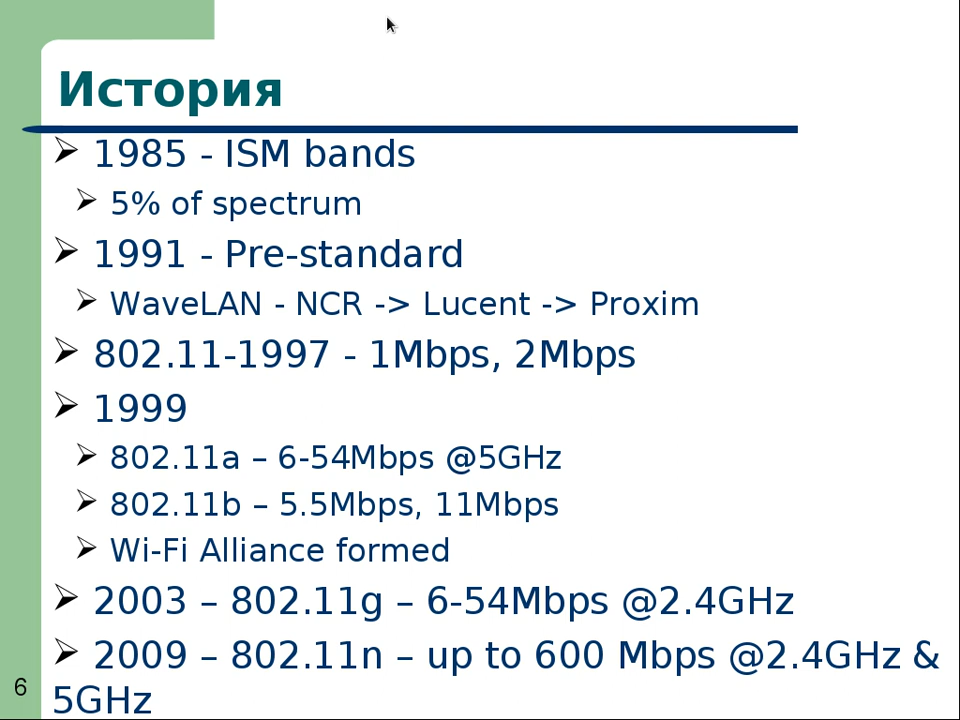 История
1985 - ISM bands
5% of spectrum
1991 - Pre-standard
WaveLAN - NCR -> Lucent -> Proxim
802.11-1997 - 1Mbps, 2Mbps
1999
802.11a – 6-54Mbps @5GHz
802.11b – 5.5Mbps, 11Mbps
Wi-Fi Alliance formed
2003 – 802.11g – 6-54Mbps @2.4GHz
2009 – 802.11n – up to 600 Mbps @2.4GHz &
5GHz
6